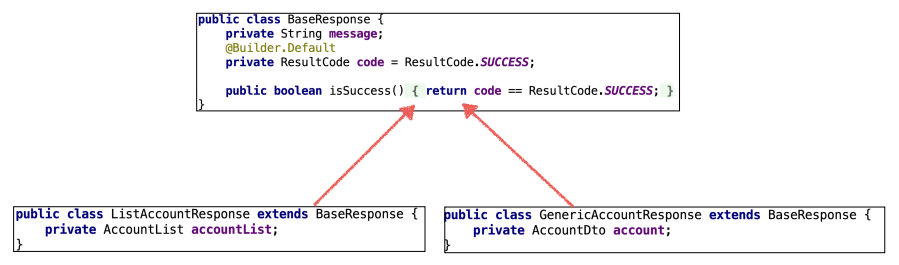 public class BaseResponse {
    private String message;
    @Builder.Default
    private ResultCode code = ResultCode.SUCCESS;

    public boolean isSuccess() { return code == ResultCode.SUCCESS; }
}
public class ListAccountResponse extends BaseResponse {
    private AccountList accountList;
}
public class GenericAccountResponse extends BaseResponse {
    private AccountDto account;
}